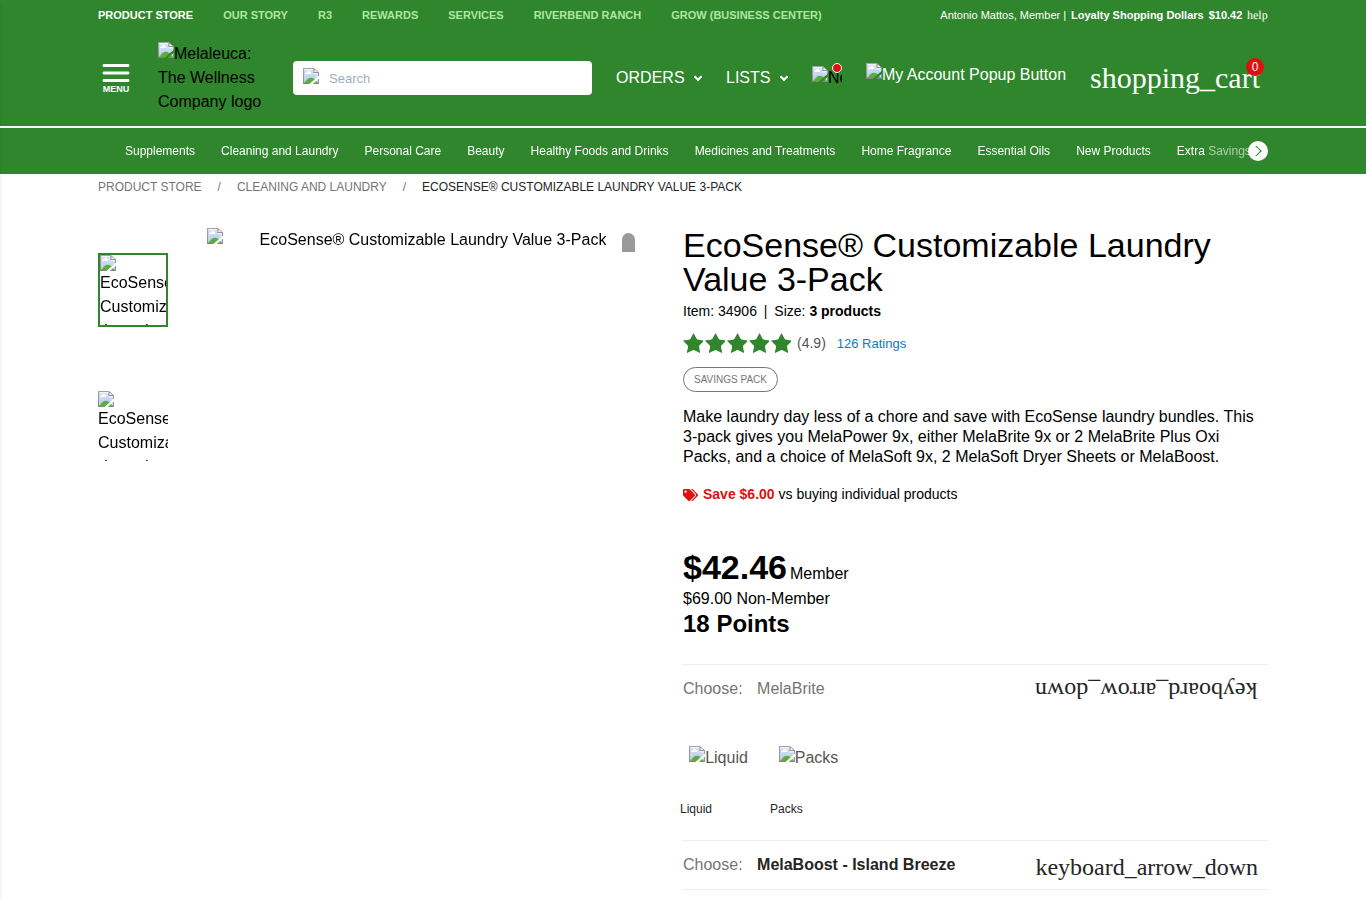 PRODUCT STORE OUR STORY R3 REWARDS SERVICES RIVERBEND RANCH GROW (BUSINESS CENTER) Antonio Mattos, Member | Loyalty Shopping Dollars $10.42 help
MENU
Melaleuca:
The Wellness
Company logo
Search
ORDERS LISTS My Account Popup Button shopping_cart 0
Supplements Cleaning and Laundry Personal Care Beauty Healthy Foods and Drinks Medicines and Treatments Home Fragrance Essential Oils New Products Extra Savings
PRODUCT STORE / CLEANING AND LAUNDRY / ECOSENSE® CUSTOMIZABLE LAUNDRY VALUE 3-PACK
EcoSense® Customizable Laundry Value 3-Pack
EcoSense® Customizable Laundry
Value 3-Pack
Item: 34906 | Size: 3 products
(4.9) 126 Ratings
SAVINGS PACK
Make laundry day less of a chore and save with EcoSense laundry bundles. This
3-pack gives you MelaPower 9x, either MelaBrite 9x or 2 MelaBrite Plus Oxi
Packs, and a choice of MelaSoft 9x, 2 MelaSoft Dryer Sheets or MelaBoost.
Save $6.00 vs buying individual products
$42.46 Member
$69.00 Non-Member
18 Points
Choose: MelaBrite keyboard_arrow_down
Liquid Packs
Liquid Packs
Choose: MelaBoost - Island Breeze keyboard_arrow_down